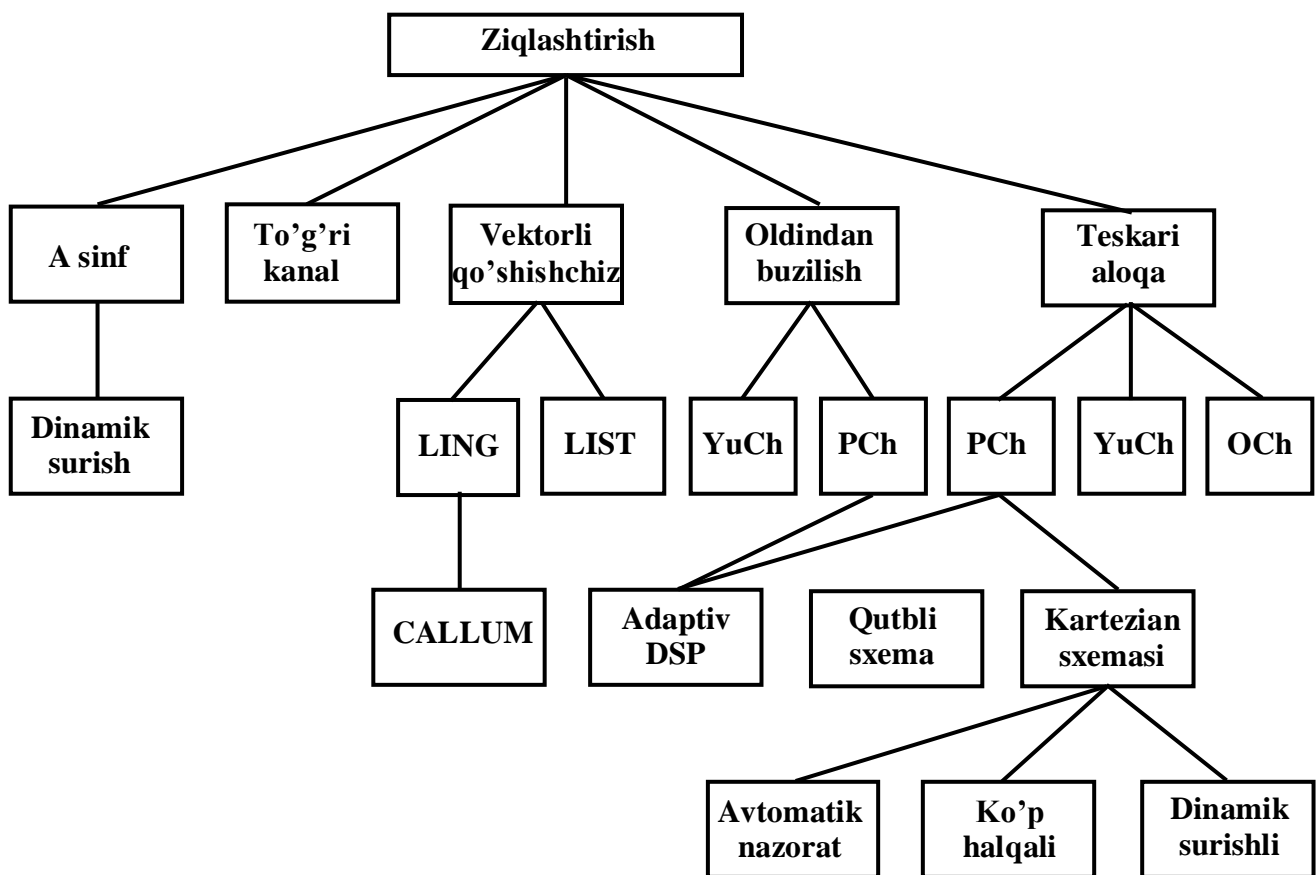 Ziqlashtirish
A sinf
To’g’ri
kanal
Vektorli
qo’shishchiz
Oldindan
buzilish
Teskari
aloqa
Dinamik
surish
LING
LIST
YuCh
PCh
PCh
YuCh
OCh
CALLUM
Adaptiv
DSP
Qutbli
sxema
Kartezian
sxemasi
Avtomatik
nazorat
Ko’p
halqali
Dinamik
surishli